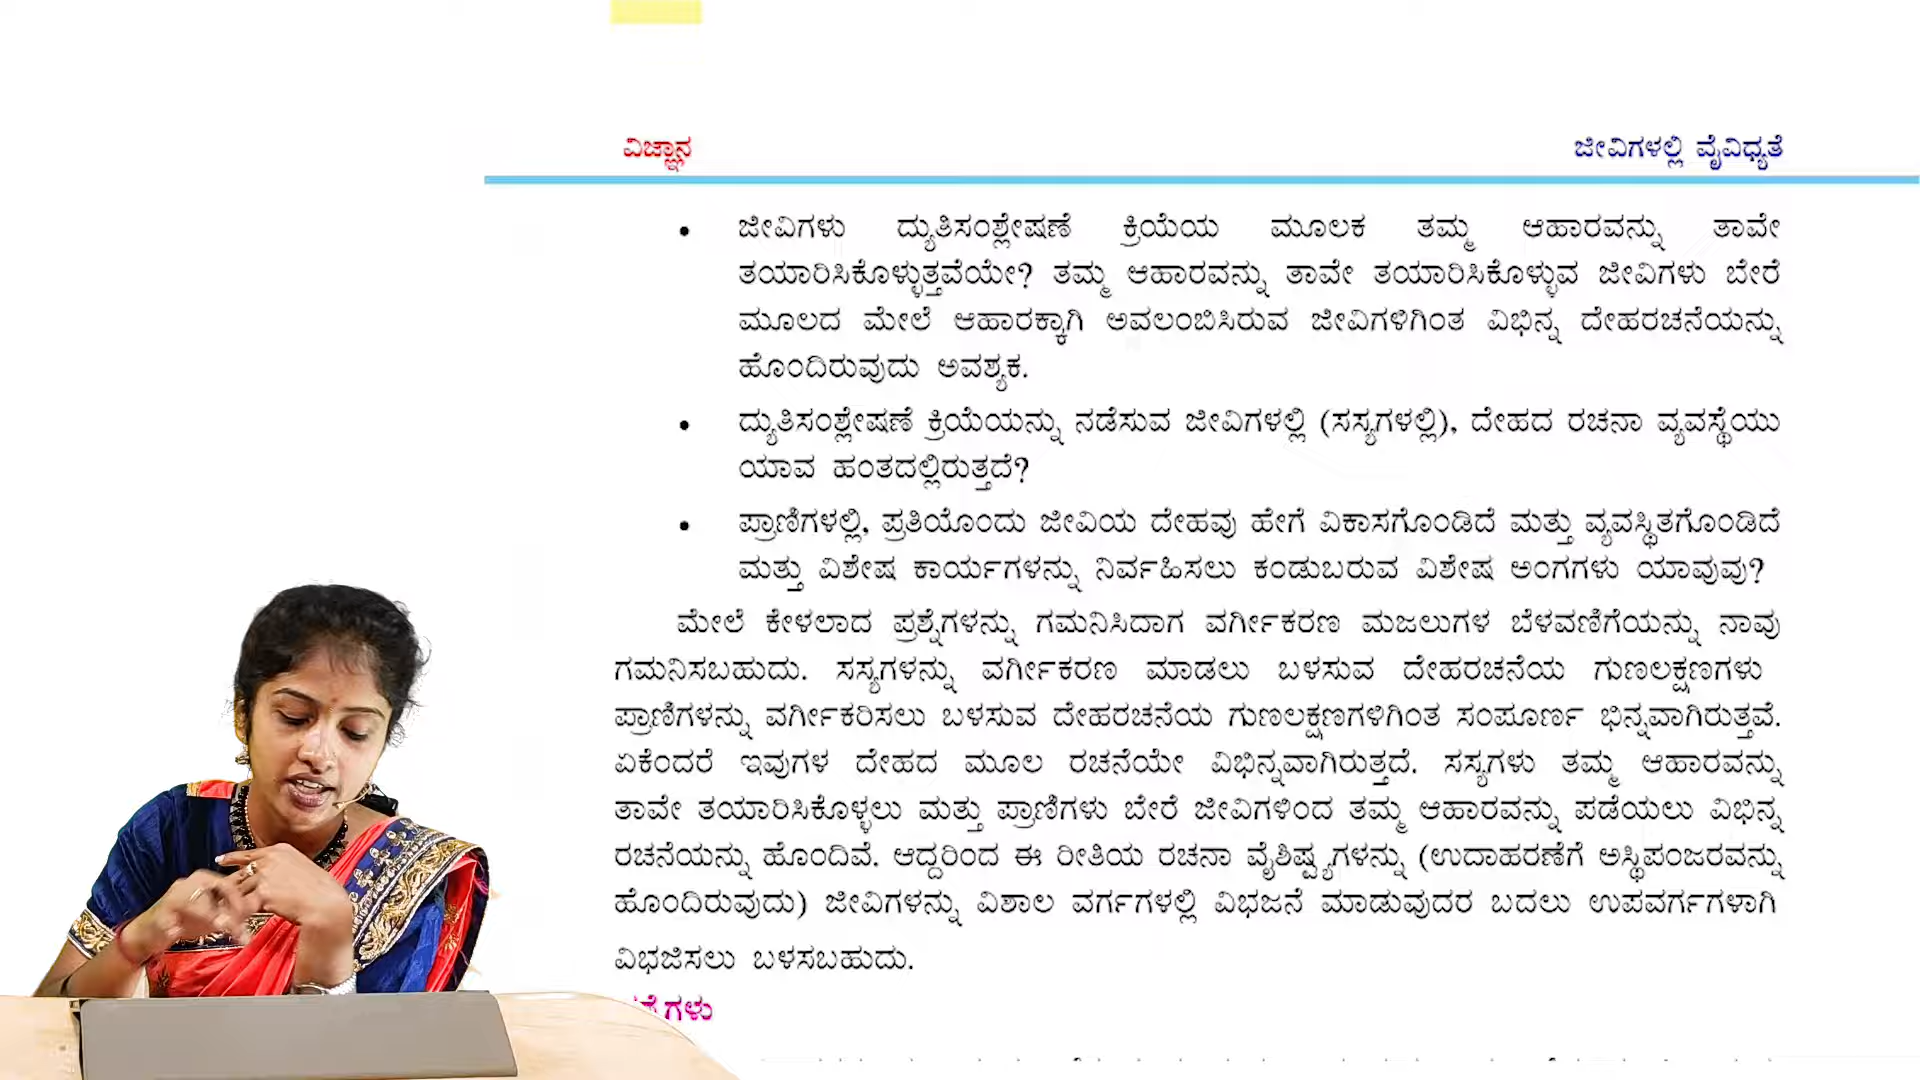 ವಿಜ್ಞಾನ ಜೀವಿಗಳಲ್ಲಿ ವೈವಿಧ್ಯತೆ
• ಜೀವಿಗಳು ದ್ಯುತಿಸಂಶ್ಲೇಷಣೆ ಕ್ರಿಯೆಯ ಮೂಲಕ ತಮ್ಮ ಆಹಾರವನ್ನು ತಾವೇ
ತಯಾರಿಸಿಕೊಳ್ಳುತ್ತವೆಯೇ? ತಮ್ಮ ಆಹಾರವನ್ನು ತಾವೇ ತಯಾರಿಸಿಕೊಳ್ಳುವ ಜೀವಿಗಳು ಬೇರೆ
ಮೂಲದ ಮೇಲೆ ಆಹಾರಕ್ಕಾಗಿ ಅವಲಂಬಿಸಿರುವ ಜೀವಿಗಳಿಗಿಂತ ವಿಭಿನ್ನ ದೇಹರಚನೆಯನ್ನು
ಹೊಂದಿರುವುದು ಅವಶ್ಯಕ.
• ದ್ಯುತಿಸಂಶ್ಲೇಷಣೆ ಕ್ರಿಯೆಯನ್ನು ನಡೆಸುವ ಜೀವಿಗಳಲ್ಲಿ (ಸಸ್ಯಗಳಲ್ಲಿ), ದೇಹದ ರಚನಾ ವ್ಯವಸ್ಥೆಯು
ಯಾವ ಹಂತದಲ್ಲಿರುತ್ತದೆ?
• ಪ್ರಾಣಿಗಳಲ್ಲಿ, ಪ್ರತಿಯೊಂದು ಜೀವಿಯ ದೇಹವು ಹೇಗೆ ವಿಕಾಸಗೊಂಡಿದೆ ಮತ್ತು ವ್ಯವಸ್ಥಿತಗೊಂಡಿದೆ
ಮತ್ತು ವಿಶೇಷ ಕಾರ್ಯಗಳನ್ನು ನಿರ್ವಹಿಸಲು ಕಂಡುಬರುವ ವಿಶೇಷ ಅಂಗಗಳು ಯಾವುವು?
ಮೇಲೆ ಕೇಳಲಾದ ಪ್ರಶ್ನೆಗಳನ್ನು ಗಮನಿಸಿದಾಗ ವರ್ಗೀಕರಣ ಮಜಲುಗಳ ಬೆಳವಣಿಗೆಯನ್ನು ನಾವು
ಗಮನಿಸಬಹುದು. ಸಸ್ಯಗಳನ್ನು ವರ್ಗೀಕರಣ ಮಾಡಲು ಬಳಸುವ ದೇಹರಚನೆಯ ಗುಣಲಕ್ಷಣಗಳು
ಪ್ರಾಣಿಗಳನ್ನು ವರ್ಗೀಕರಿಸಲು ಬಳಸುವ ದೇಹರಚನೆಯ ಗುಣಲಕ್ಷಣಗಳಿಗಿಂತ ಸಂಪೂರ್ಣ ಭಿನ್ನವಾಗಿರುತ್ತವೆ.
ಏಕೆಂದರೆ ಇವುಗಳ ದೇಹದ ಮೂಲ ರಚನೆಯೇ ವಿಭಿನ್ನವಾಗಿರುತ್ತದೆ. ಸಸ್ಯಗಳು ತಮ್ಮ ಆಹಾರವನ್ನು
ತಾವೇ ತಯಾರಿಸಿಕೊಳ್ಳಲು ಮತ್ತು ಪ್ರಾಣಿಗಳು ಬೇರೆ ಜೀವಿಗಳಿಂದ ತಮ್ಮ ಆಹಾರವನ್ನು ಪಡೆಯಲು ವಿಭಿನ್ನ
ರಚನೆಯನ್ನು ಹೊಂದಿವೆ. ಆದ್ದರಿಂದ ಈ ರೀತಿಯ ರಚನಾ ವೈಶಿಷ್ಟ್ಯಗಳನ್ನು (ಉದಾಹರಣೆಗೆ ಅಸ್ಥಿಪಂಜರವನ್ನು
ಹೊಂದಿರುವುದು) ಜೀವಿಗಳನ್ನು ವಿಶಾಲ ವರ್ಗಗಳಲ್ಲಿ ವಿಭಜನೆ ಮಾಡುವುದರ ಬದಲು ಉಪವರ್ಗಗಳಾಗಿ
ವಿಭಜಿಸಲು ಬಳಸಬಹುದು.